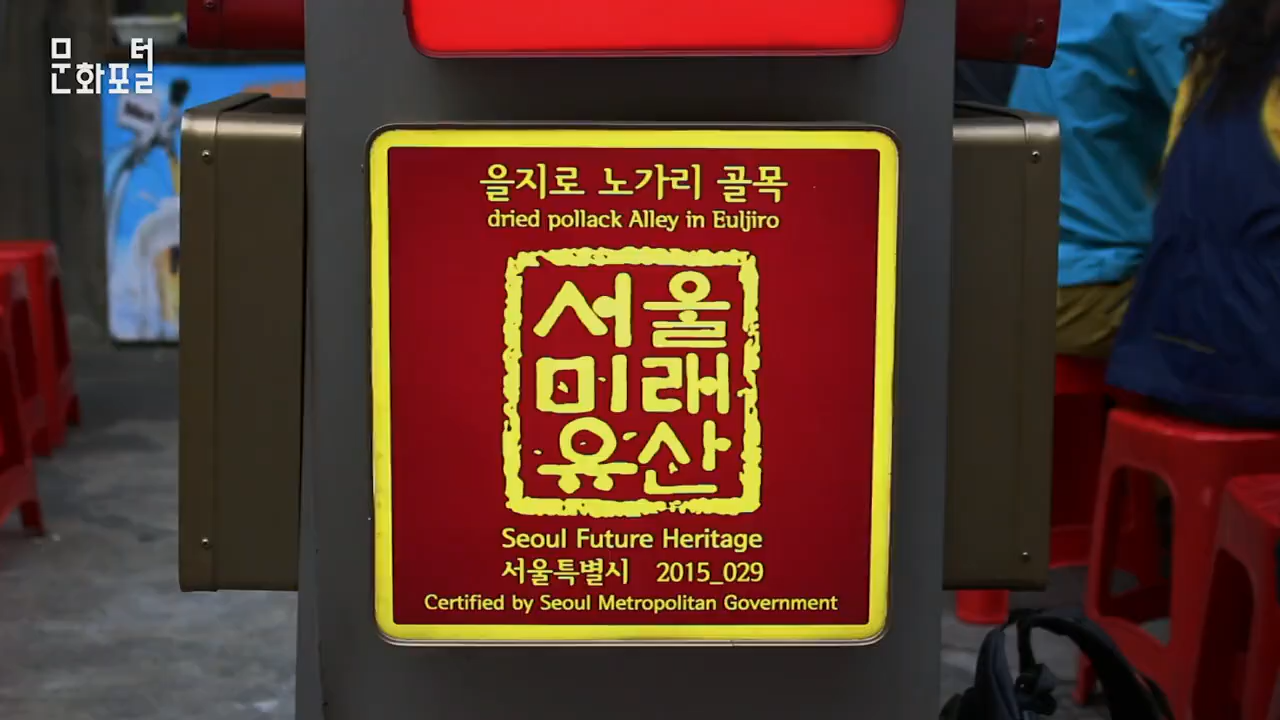 문화포털
을지로 노가리 골목
dried pollack Alley in Euljiro
서울
미래
유산
Seoul Future Heritage
서울특별시 2015_029
Certified by Seoul Metropolitan Government